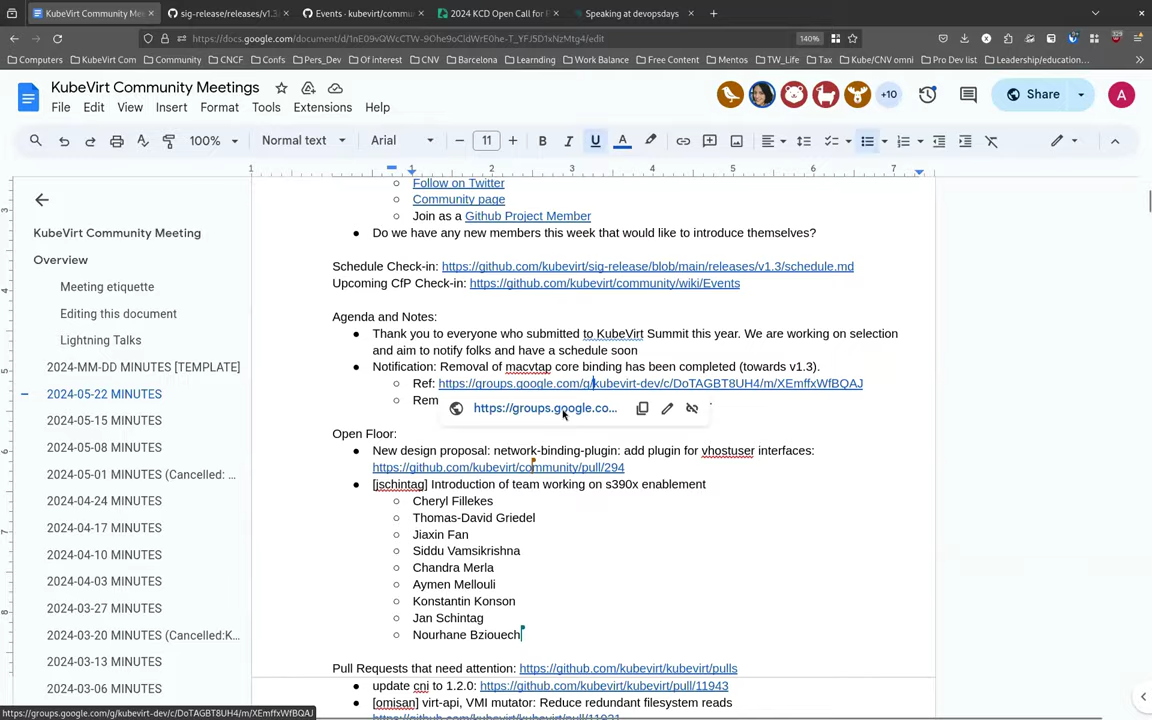 KubeVirt Community Mee
sig-release/releases/v1.3
Events · kubevirt/commu
2024 KCD Open Call for
Speaking at devopsdays
https://docs.google.com/document/d/1nE09vQWcCTW-9Ohe9oCldWrE0he-T_YFJ5D1xNzMtg4/edit
140%
Computers
KubeVirt Com
Community
CNCF
Confs
Pers_Dev
Of interest
CNV
Barcelona
Learnding
Work Balance
Free Content
Mentos
TW_Life
Tax
Kube/CNV omni
Pro Dev list
Leadership/education...
KubeVirt Community Meetings
File Edit View Insert Format Tools Extensions Help
+10
Share
A
100%
Normal text
Arial
11
1 1 2 3 4 5 6 7
Follow on Twitter
Community page
Join as a Github Project Member
Do we have any new members this week that would like to introduce themselves?
Schedule Check-in: https://github.com/kubevirt/sig-release/blob/main/releases/v1.3/schedule.md
Upcoming CfP Check-in: https://github.com/kubevirt/community/wiki/Events
Agenda and Notes:
Thank you to everyone who submitted to KubeVirt Summit this year. We are working on selection
and aim to notify folks and have a schedule soon
Notification: Removal of macvtap core binding has been completed (towards v1.3).
Ref: https://groups.google.com/g/kubevirt-dev/c/DoTAGBT8UH4/m/XEmffxWfBQAJ
Rem
https://groups.google.co...
Open Floor:
New design proposal: network-binding-plugin: add plugin for vhostuser interfaces:
https://github.com/kubevirt/community/pull/294
[jschintag] Introduction of team working on s390x enablement
Cheryl Fillekes
Thomas-David Griedel
Jiaxin Fan
Siddu Vamsikrishna
Chandra Merla
Aymen Mellouli
Konstantin Konson
Jan Schintag
Nourhane Bziouech
Pull Requests that need attention: https://github.com/kubevirt/kubevirt/pulls
update cni to 1.2.0: https://github.com/kubevirt/kubevirt/pull/11943
[omisan] virt-api, VMI mutator: Reduce redundant filesystem reads
KubeVirt Community Meeting
Overview
Meeting etiquette
Editing this document
Lightning Talks
2024-MM-DD MINUTES [TEMPLATE]
2024-05-22 MINUTES
2024-05-15 MINUTES
2024-05-08 MINUTES
2024-05-01 MINUTES (Cancelled: ...
2024-04-24 MINUTES
2024-04-17 MINUTES
2024-04-10 MINUTES
2024-04-03 MINUTES
2024-03-27 MINUTES
2024-03-20 MINUTES (Cancelled:K...
2024-03-13 MINUTES
2024-03-06 MINUTES
https://groups.google.com/g/kubevirt-dev/c/DoTAGBT8UH4/m/XEmffxWfBQAJ